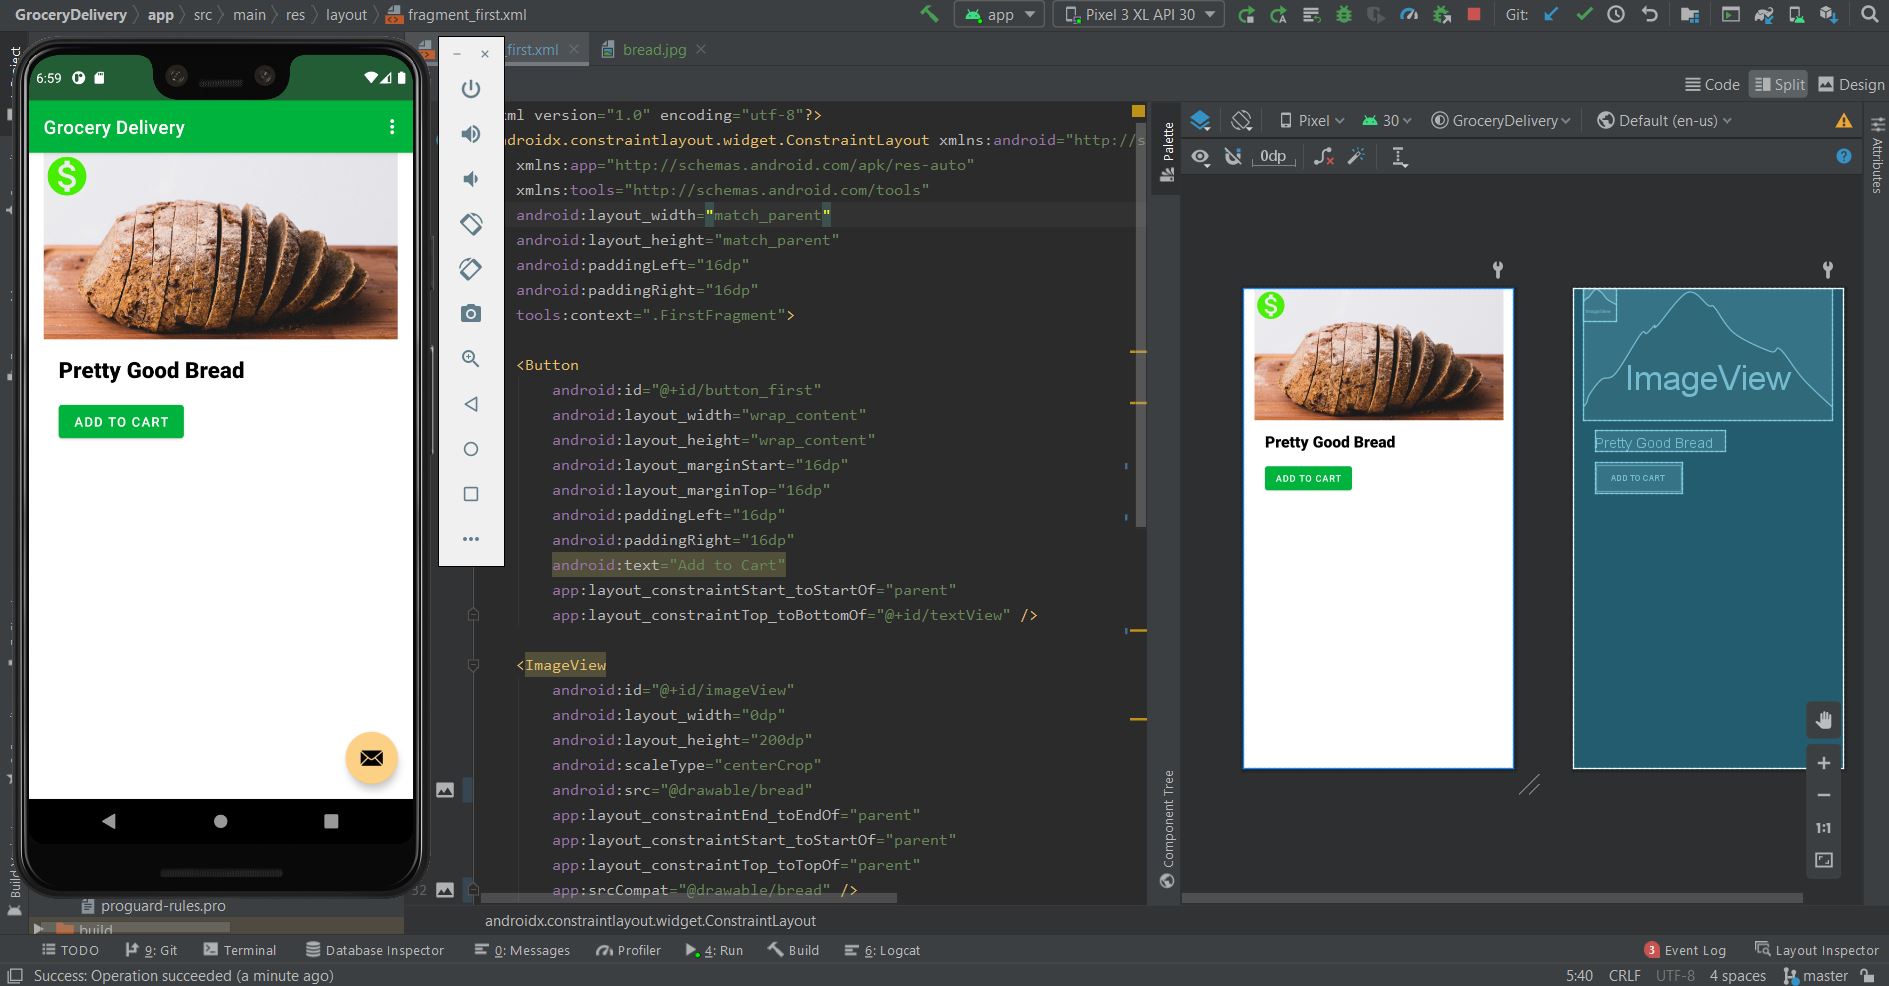 GroceryDelivery app src main res layout fragment_first.xml
app Pixel 3 XL API 30 Git:
first.xml bread.jpg
Code Split Design
6:59
Grocery Delivery
$
Pretty Good Bread
ADD TO CART
ml version="1.0" encoding="utf-8"?>
ndroidx.constraintlayout.widget.ConstraintLayout xmlns:android="http://s
xmlns:app="http://schemas.android.com/apk/res-auto"
xmlns:tools="http://schemas.android.com/tools"
android:layout_width="match_parent"
android:layout_height="match_parent"
android:paddingLeft="16dp"
android:paddingRight="16dp"
tools:context=".FirstFragment">
<Button
android:id="@+id/button_first"
android:layout_width="wrap_content"
android:layout_height="wrap_content"
android:layout_marginStart="16dp"
android:layout_marginTop="16dp"
android:paddingLeft="16dp"
android:paddingRight="16dp"
android:text="Add to Cart"
app:layout_constraintStart_toStartOf="parent"
app:layout_constraintTop_toBottomOf="@+id/textView" />
<ImageView
android:id="@+id/imageView"
android:layout_width="0dp"
android:layout_height="200dp"
android:scaleType="centerCrop"
android:src="@drawable/bread"
app:layout_constraintEnd_toEndOf="parent"
app:layout_constraintStart_toStartOf="parent"
app:layout_constraintTop_toTopOf="parent"
32 app:srcCompat="@drawable/bread" />
androidx.constraintlayout.widget.ConstraintLayout
Palette
Component Tree
Pixel 30 GroceryDelivery Default (en-us)
0dp
Attributes
$
Pretty Good Bread
ADD TO CART
ImageView
ImageView
Pretty Good Bread
ADD TO CART
1:1
proguard-rules.pro
build
TODO 9: Git Terminal Database Inspector 0: Messages Profiler 4: Run Build 6: Logcat 3 Event Log Layout Inspector
Success: Operation succeeded (a minute ago) 5:40 CRLF UTF-8 4 spaces master